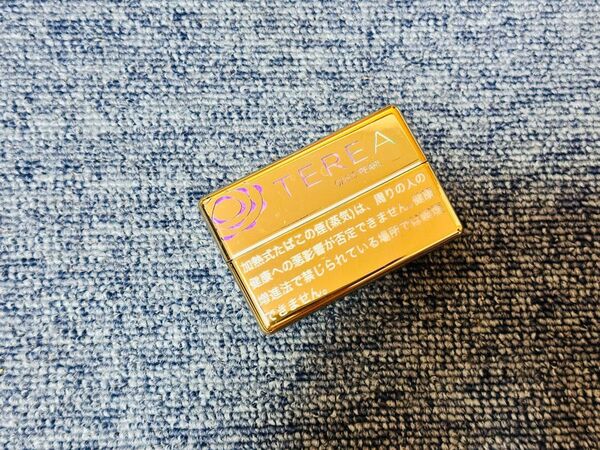 TEREA
加熱式たばこの煙(蒸気)は、周りの人の
健康への悪影響が否定できません。健康
増進法で禁じられている場所では喫煙
できません。